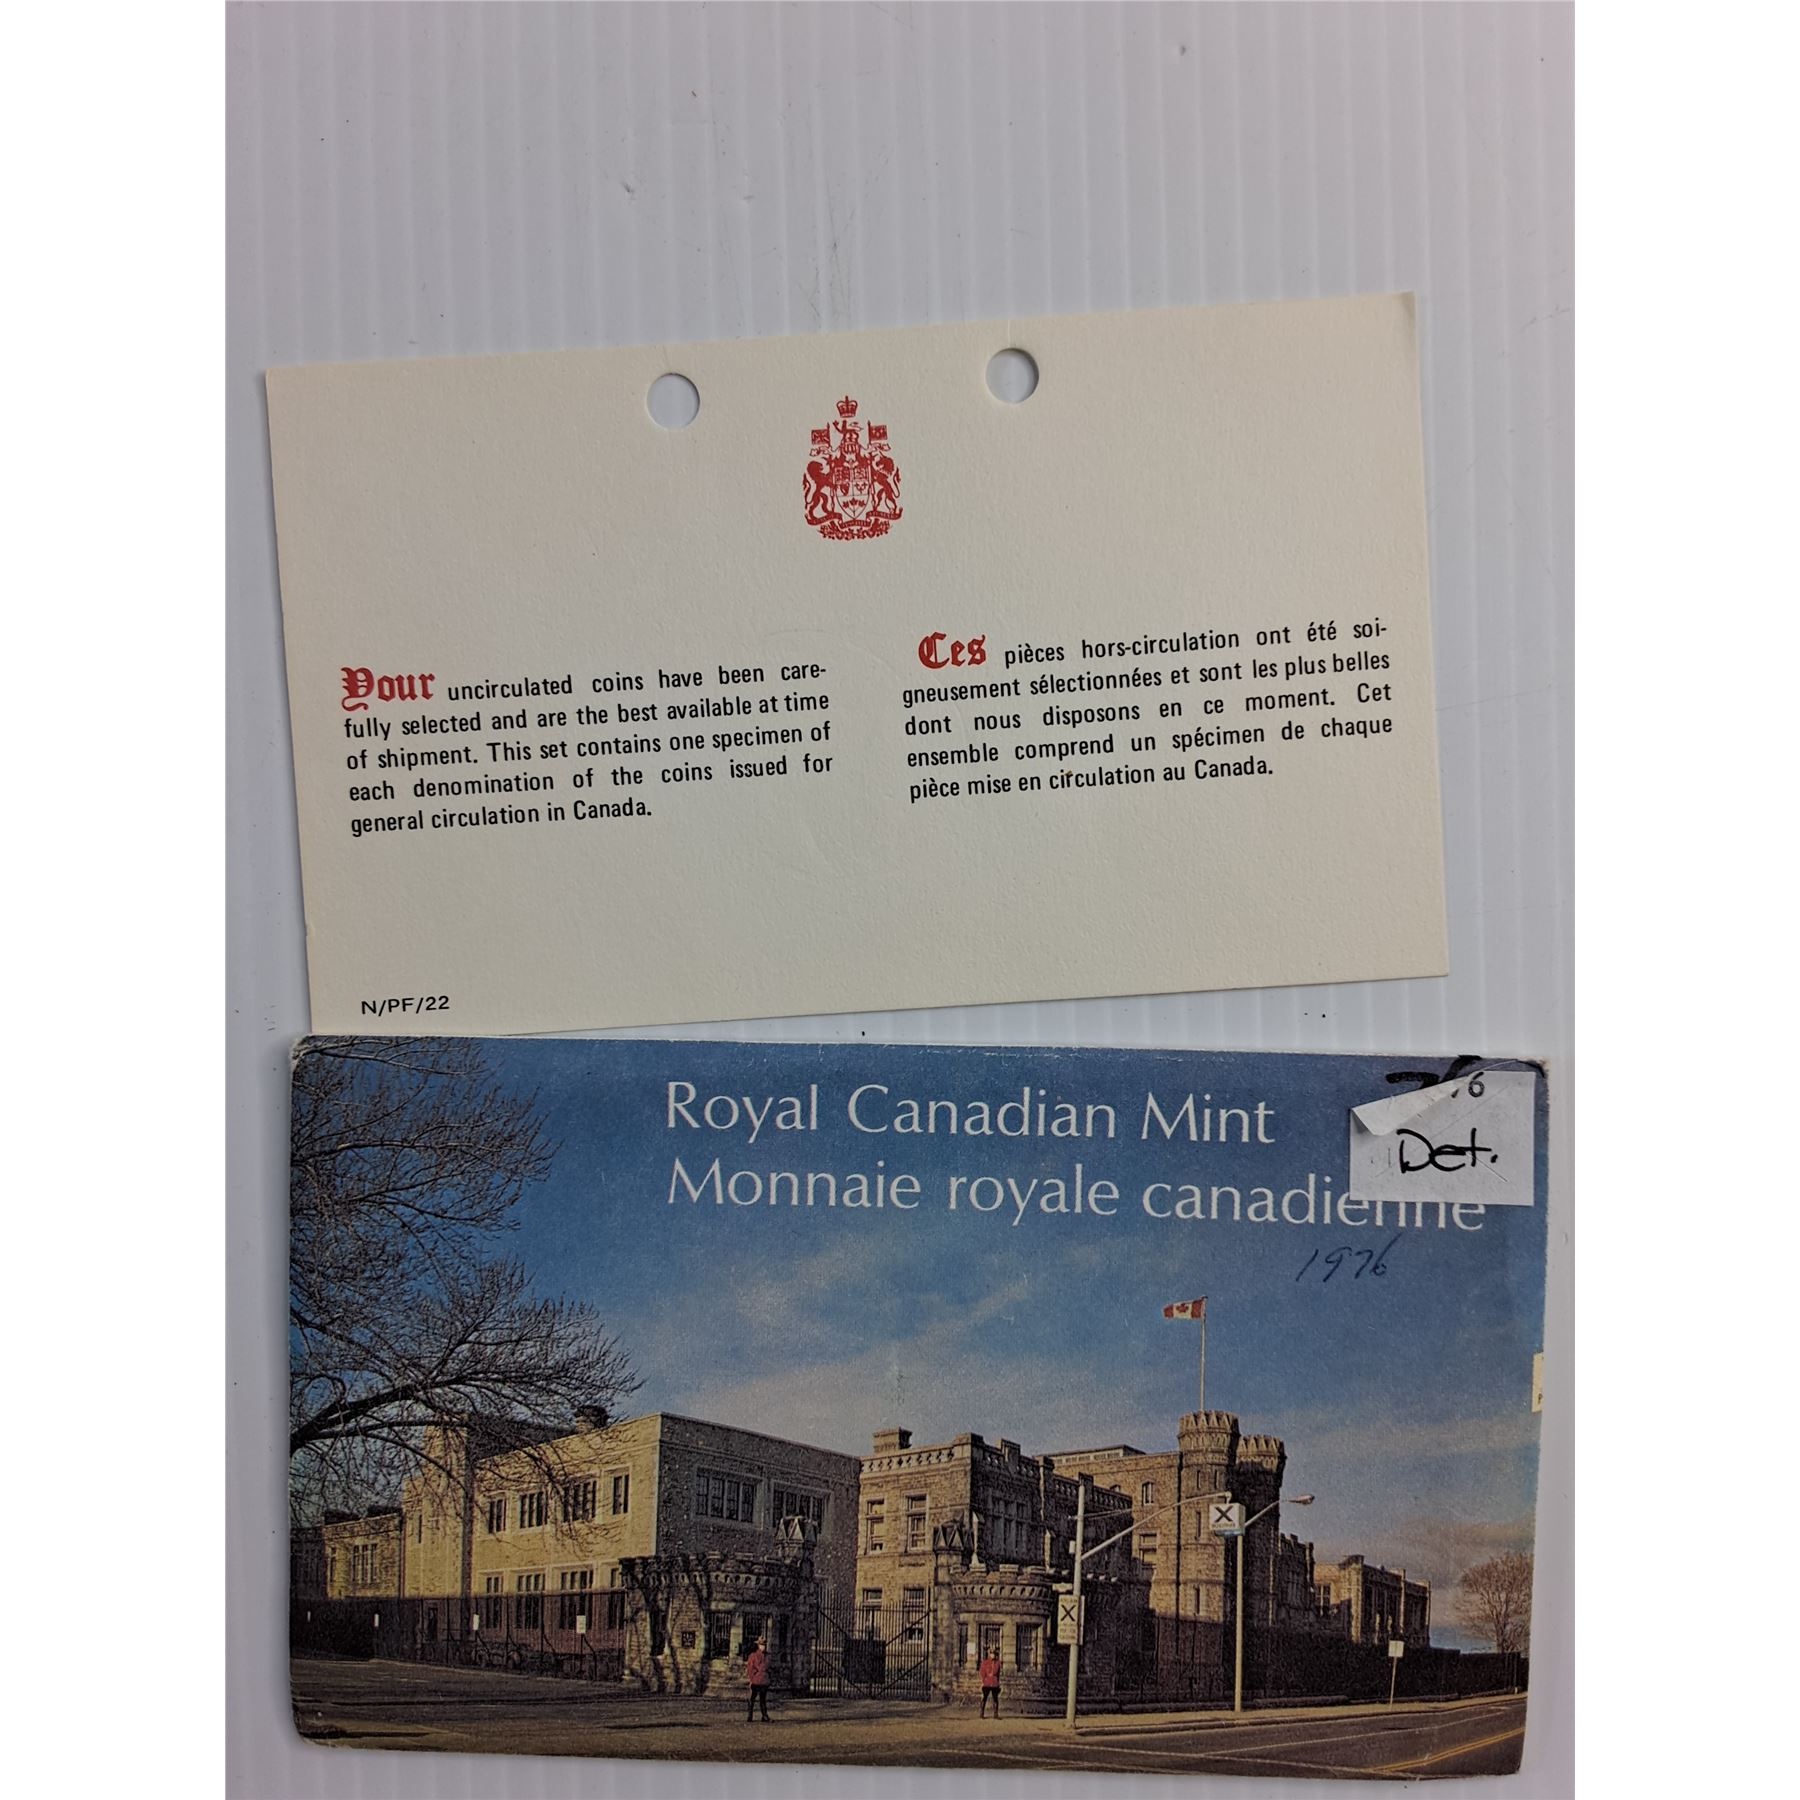 Your uncirculated coins have been care-
fully selected and are the best available at time
of shipment. This set contains one specimen of
each denomination of the coins issued for
general circulation in Canada.
Ces pièces hors-circulation ont été soi-
gneusement sélectionnées et sont les plus belles
dont nous disposons en ce moment. Cet
ensemble comprend un spécimen de chaque
pièce mise en circulation au Canada.
N/PF/22
Royal Canadian Mint
Monnaie royale canadienne
Det.
1976
X
X